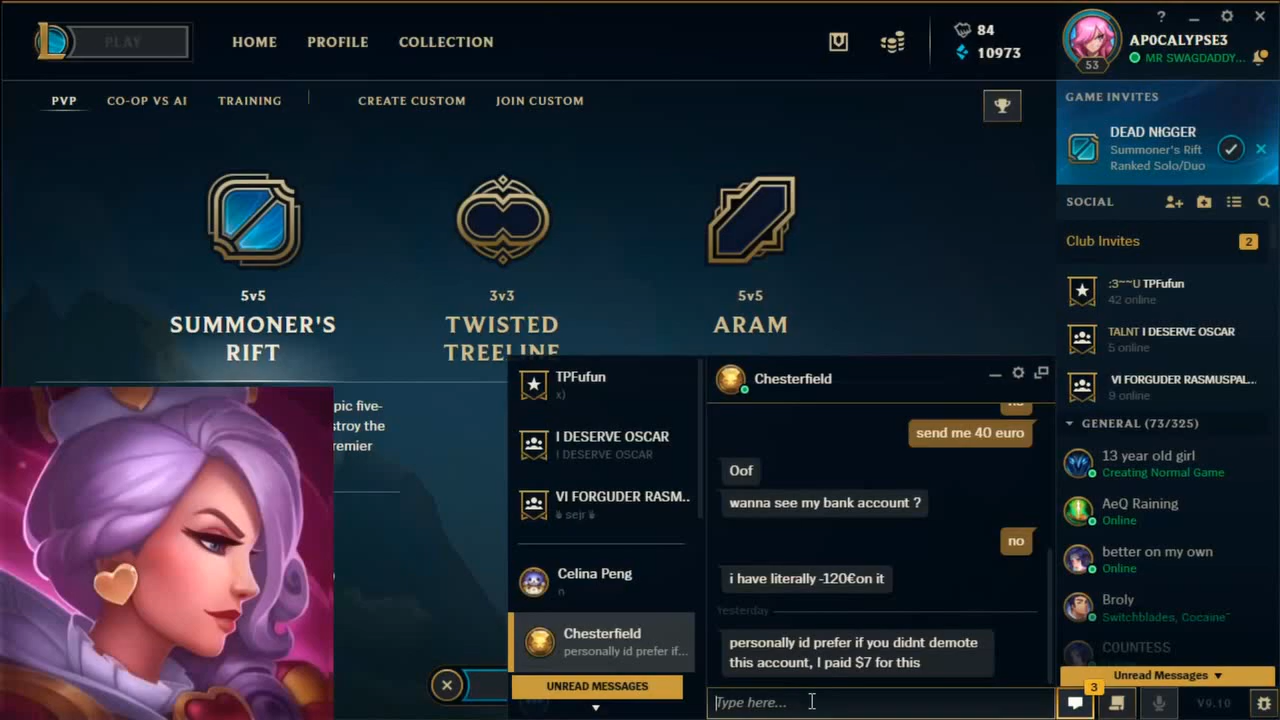 PLAY
HOME
PROFILE
COLLECTION
84
10973
?
AP0CALYPSE3
MR SWAGDADDY...
53
PVP
CO-OP VS AI
TRAINING
CREATE CUSTOM
JOIN CUSTOM
GAME INVITES
DEAD NIGGER
Summoner's Rift
Ranked Solo/Duo
SOCIAL
Club Invites
2
:3~~U TPFufun
42 online
TALNT I DESERVE OSCAR
5 online
VI FORGUDER RASMUSPAL...
9 online
GENERAL (73/325)
13 year old girl
Creating Normal Game
AeQ Raining
Online
better on my own
Online
Broly
Switchblades, Cocaine"
COUNTESS
Unread Messages
3
V9.10
5v5
SUMMONER'S
RIFT
3v3
TWISTED
TREELINE
5v5
ARAM
pic five-
stroy the
remier
TPFufun
x)
I DESERVE OSCAR
I DESERVE OSCAR
VI FORGUDER RASM..
sejr
Celina Peng
n
Chesterfield
personally id prefer if...
UNREAD MESSAGES
Chesterfield
no
send me 40 euro
Oof
wanna see my bank account ?
no
i have literally -120€on it
Yesterday
personally id prefer if you didnt demote
this account, I paid $7 for this
Type here...